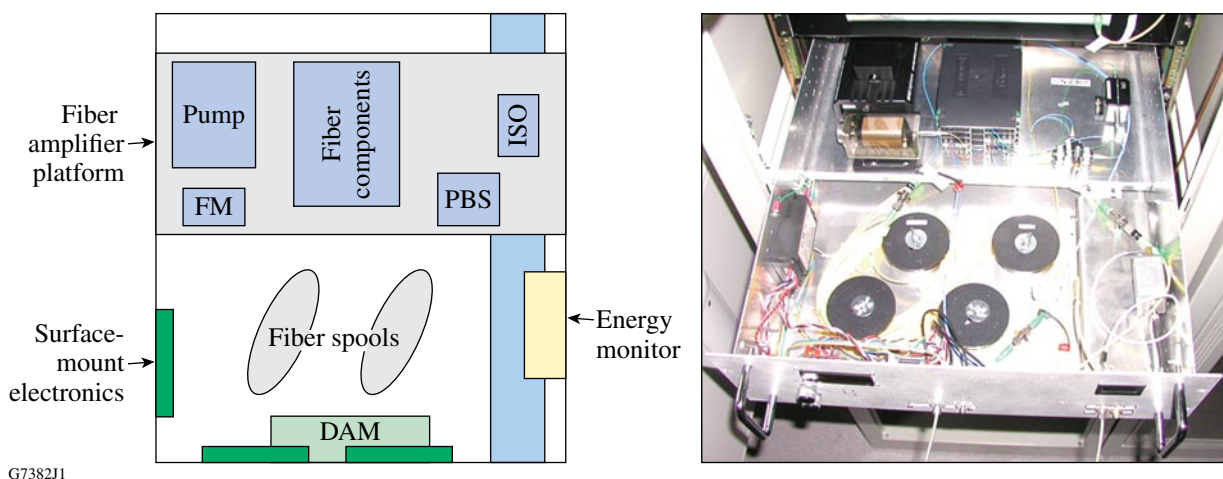 Fiber
amplifier
platform
Pump
Fiber
components
ISO
FM
PBS
Surface-
mount
electronics
Fiber spools
Energy
monitor
DAM
G7382J1